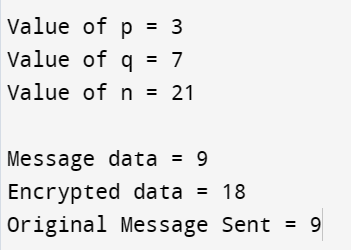 Value of p = 3
Value of q = 7
Value of n = 21
Message data = 9
Encrypted data = 18
Original Message Sent = 9